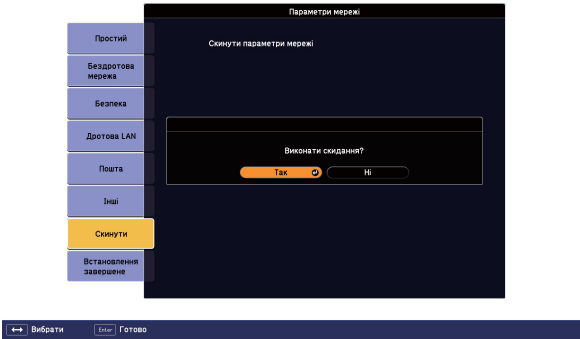 Параметри мережі
Простий
Скинути параметри мережі
Бездротова
мережа
Безпека
Дротова LAN
Виконати скидання?
Так
Ні
Пошта
Інші
Скинути
Встановлення
завершене
Вибрати
Enter Готово